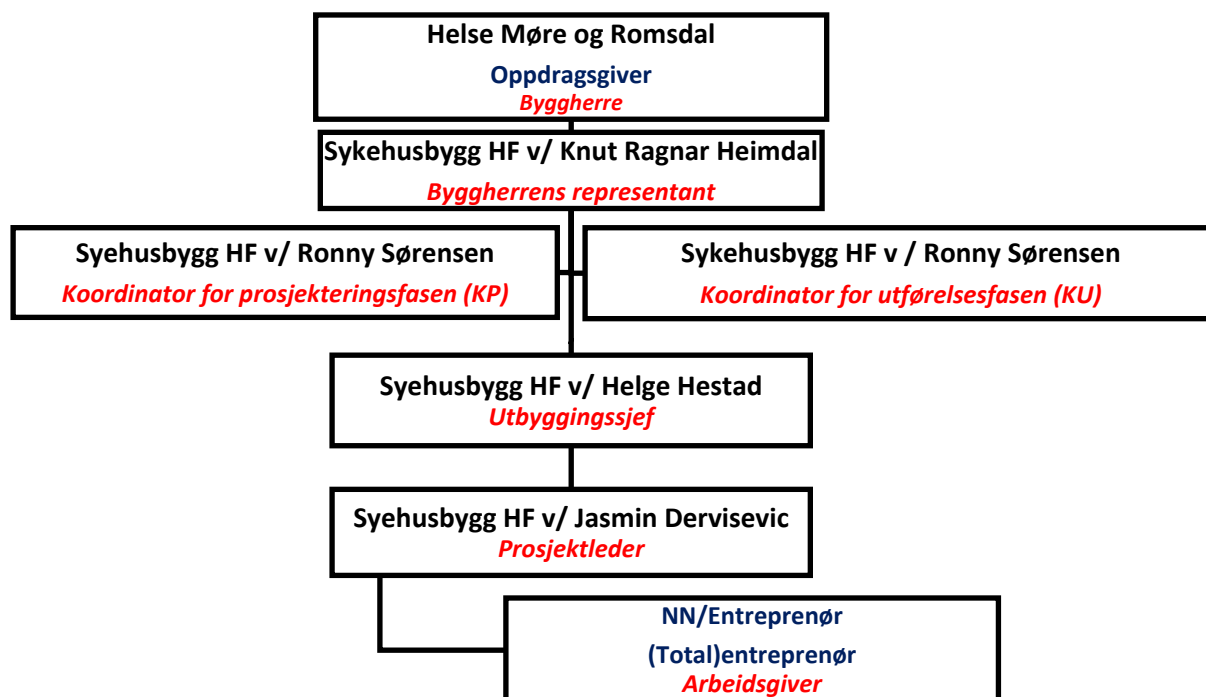 Helse Møre og Romsdal
Oppdragsgiver
Byggherre
Sykehusbygg HF v/ Knut Ragnar Heimdal
Byggherrens representant
Syehusbygg HF v/ Ronny Sørensen
Koordinator for prosjekteringsfasen (KP)
Sykehusbygg HF v / Ronny Sørensen
Koordinator for utførelsesfasen (KU)
Syehusbygg HF v/ Helge Hestad
Utbyggingssjef
Syehusbygg HF v/ Jasmin Dervisevic
Prosjektleder
NN/Entreprenør
(Total)entreprenør
Arbeidsgiver